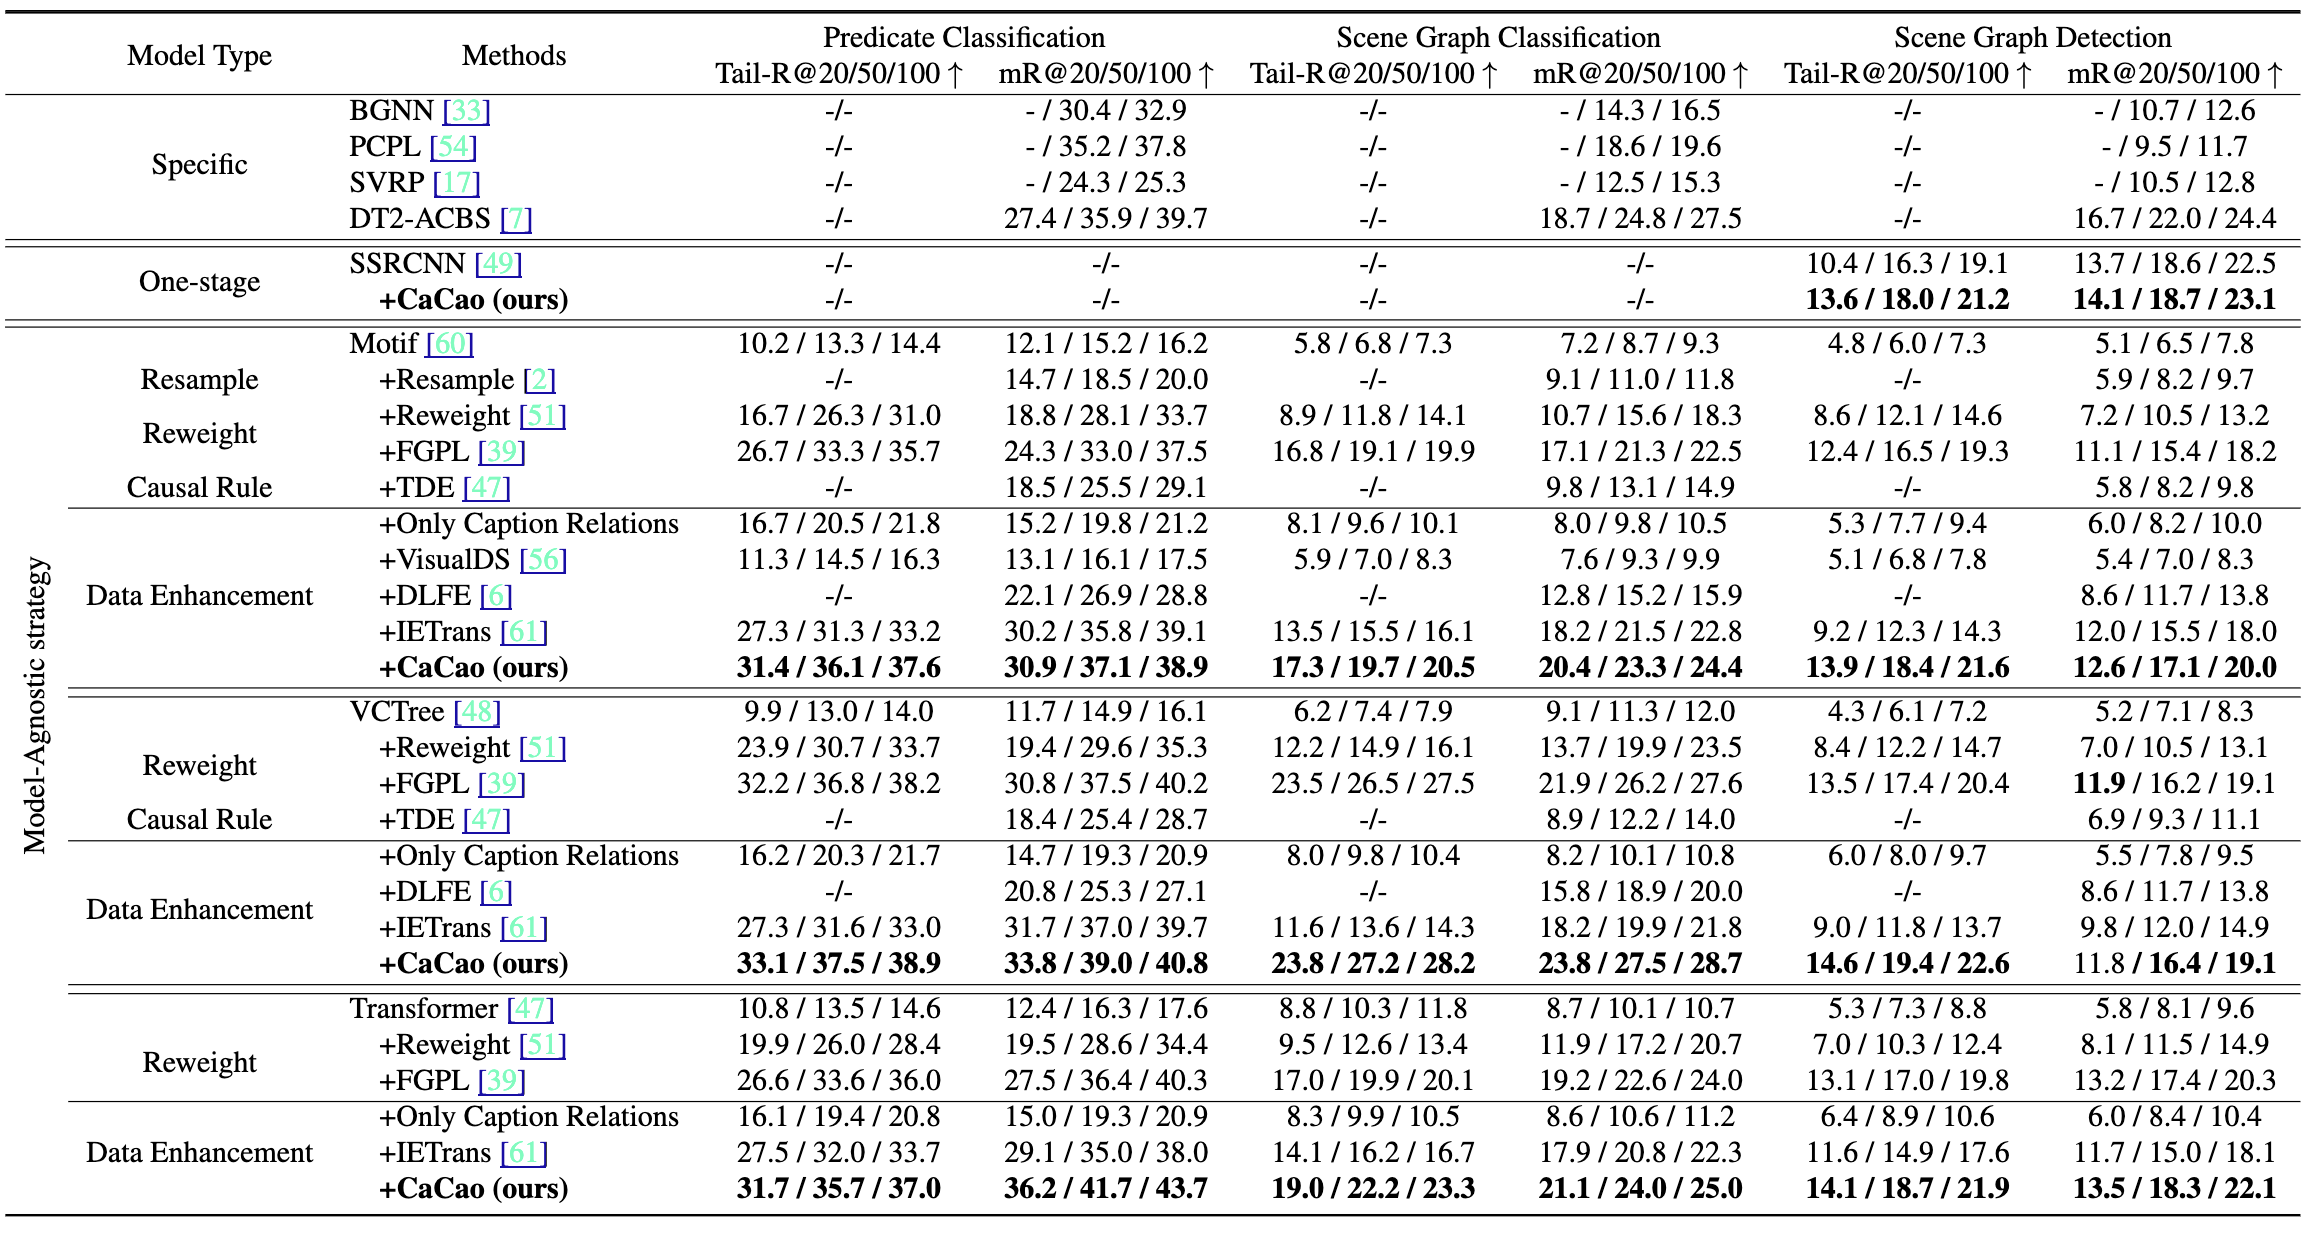 Model Type Methods Predicate Classification Scene Graph Classification Scene Graph Detection
Tail-R@20/50/100 ↑ mR@20/50/100 ↑ Tail-R@20/50/100 ↑ mR@20/50/100 ↑ Tail-R@20/50/100 ↑ mR@20/50/100 ↑
Specific
BGNN [33] -/- - / 30.4 / 32.9 -/- - / 14.3 / 16.5 -/- - / 10.7 / 12.6
PCPL [54] -/- - / 35.2 / 37.8 -/- - / 18.6 / 19.6 -/- - / 9.5 / 11.7
SVRP [17] -/- - / 24.3 / 25.3 -/- - / 12.5 / 15.3 -/- - / 10.5 / 12.8
DT2-ACBS [7] -/- 27.4 / 35.9 / 39.7 -/- 18.7 / 24.8 / 27.5 -/- 16.7 / 22.0 / 24.4
One-stage
SSRCNN [49] -/- -/- -/- -/- 10.4 / 16.3 / 19.1 13.7 / 18.6 / 22.5
+CaCao (ours) -/- -/- -/- -/- 13.6 / 18.0 / 21.2 14.1 / 18.7 / 23.1
Model-Agnostic strategy
Motif [60] 10.2 / 13.3 / 14.4 12.1 / 15.2 / 16.2 5.8 / 6.8 / 7.3 7.2 / 8.7 / 9.3 4.8 / 6.0 / 7.3 5.1 / 6.5 / 7.8
Resample +Resample [2] -/- 14.7 / 18.5 / 20.0 -/- 9.1 / 11.0 / 11.8 -/- 5.9 / 8.2 / 9.7
Reweight
+Reweight [51] 16.7 / 26.3 / 31.0 18.8 / 28.1 / 33.7 8.9 / 11.8 / 14.1 10.7 / 15.6 / 18.3 8.6 / 12.1 / 14.6 7.2 / 10.5 / 13.2
+FGPL [39] 26.7 / 33.3 / 35.7 24.3 / 33.0 / 37.5 16.8 / 19.1 / 19.9 17.1 / 21.3 / 22.5 12.4 / 16.5 / 19.3 11.1 / 15.4 / 18.2
Causal Rule +TDE [47] -/- 18.5 / 25.5 / 29.1 -/- 9.8 / 13.1 / 14.9 -/- 5.8 / 8.2 / 9.8
Data Enhancement
+Only Caption Relations 16.7 / 20.5 / 21.8 15.2 / 19.8 / 21.2 8.1 / 9.6 / 10.1 8.0 / 9.8 / 10.5 5.3 / 7.7 / 9.4 6.0 / 8.2 / 10.0
+VisualDS [56] 11.3 / 14.5 / 16.3 13.1 / 16.1 / 17.5 5.9 / 7.0 / 8.3 7.6 / 9.3 / 9.9 5.1 / 6.8 / 7.8 5.4 / 7.0 / 8.3
+DLFE [6] -/- 22.1 / 26.9 / 28.8 -/- 12.8 / 15.2 / 15.9 -/- 8.6 / 11.7 / 13.8
+IETrans [61] 27.3 / 31.3 / 33.2 30.2 / 35.8 / 39.1 13.5 / 15.5 / 16.1 18.2 / 21.5 / 22.8 9.2 / 12.3 / 14.3 12.0 / 15.5 / 18.0
+CaCao (ours) 31.4 / 36.1 / 37.6 30.9 / 37.1 / 38.9 17.3 / 19.7 / 20.5 20.4 / 23.3 / 24.4 13.9 / 18.4 / 21.6 12.6 / 17.1 / 20.0
VCTree [48] 9.9 / 13.0 / 14.0 11.7 / 14.9 / 16.1 6.2 / 7.4 / 7.9 9.1 / 11.3 / 12.0 4.3 / 6.1 / 7.2 5.2 / 7.1 / 8.3
Reweight
+Reweight [51] 23.9 / 30.7 / 33.7 19.4 / 29.6 / 35.3 12.2 / 14.9 / 16.1 13.7 / 19.9 / 23.5 8.4 / 12.2 / 14.7 7.0 / 10.5 / 13.1
+FGPL [39] 32.2 / 36.8 / 38.2 30.8 / 37.5 / 40.2 23.5 / 26.5 / 27.5 21.9 / 26.2 / 27.6 13.5 / 17.4 / 20.4 11.9 / 16.2 / 19.1
Causal Rule +TDE [47] -/- 18.4 / 25.4 / 28.7 -/- 8.9 / 12.2 / 14.0 -/- 6.9 / 9.3 / 11.1
Data Enhancement
+Only Caption Relations 16.2 / 20.3 / 21.7 14.7 / 19.3 / 20.9 8.0 / 9.8 / 10.4 8.2 / 10.1 / 10.8 6.0 / 8.0 / 9.7 5.5 / 7.8 / 9.5
+DLFE [6] -/- 20.8 / 25.3 / 27.1 -/- 15.8 / 18.9 / 20.0 -/- 8.6 / 11.7 / 13.8
+IETrans [61] 27.3 / 31.6 / 33.0 31.7 / 37.0 / 39.7 11.6 / 13.6 / 14.3 18.2 / 19.9 / 21.8 9.0 / 11.8 / 13.7 9.8 / 12.0 / 14.9
+CaCao (ours) 33.1 / 37.5 / 38.9 33.8 / 39.0 / 40.8 23.8 / 27.2 / 28.2 23.8 / 27.5 / 28.7 14.6 / 19.4 / 22.6 11.8 / 16.4 / 19.1
Transformer [47] 10.8 / 13.5 / 14.6 12.4 / 16.3 / 17.6 8.8 / 10.3 / 11.8 8.7 / 10.1 / 10.7 5.3 / 7.3 / 8.8 5.8 / 8.1 / 9.6
Reweight
+Reweight [51] 19.9 / 26.0 / 28.4 19.5 / 28.6 / 34.4 9.5 / 12.6 / 13.4 11.9 / 17.2 / 20.7 7.0 / 10.3 / 12.4 8.1 / 11.5 / 14.9
+FGPL [39] 26.6 / 33.6 / 36.0 27.5 / 36.4 / 40.3 17.0 / 19.9 / 20.1 19.2 / 22.6 / 24.0 13.1 / 17.0 / 19.8 13.2 / 17.4 / 20.3
Data Enhancement
+Only Caption Relations 16.1 / 19.4 / 20.8 15.0 / 19.3 / 20.9 8.3 / 9.9 / 10.5 8.6 / 10.6 / 11.2 6.4 / 8.9 / 10.6 6.0 / 8.4 / 10.4
+IETrans [61] 27.5 / 32.0 / 33.7 29.1 / 35.0 / 38.0 14.1 / 16.2 / 16.7 17.9 / 20.8 / 22.3 11.6 / 14.9 / 17.6 11.7 / 15.0 / 18.1
+CaCao (ours) 31.7 / 35.7 / 37.0 36.2 / 41.7 / 43.7 19.0 / 22.2 / 23.3 21.1 / 24.0 / 25.0 14.1 / 18.7 / 21.9 13.5 / 18.3 / 22.1